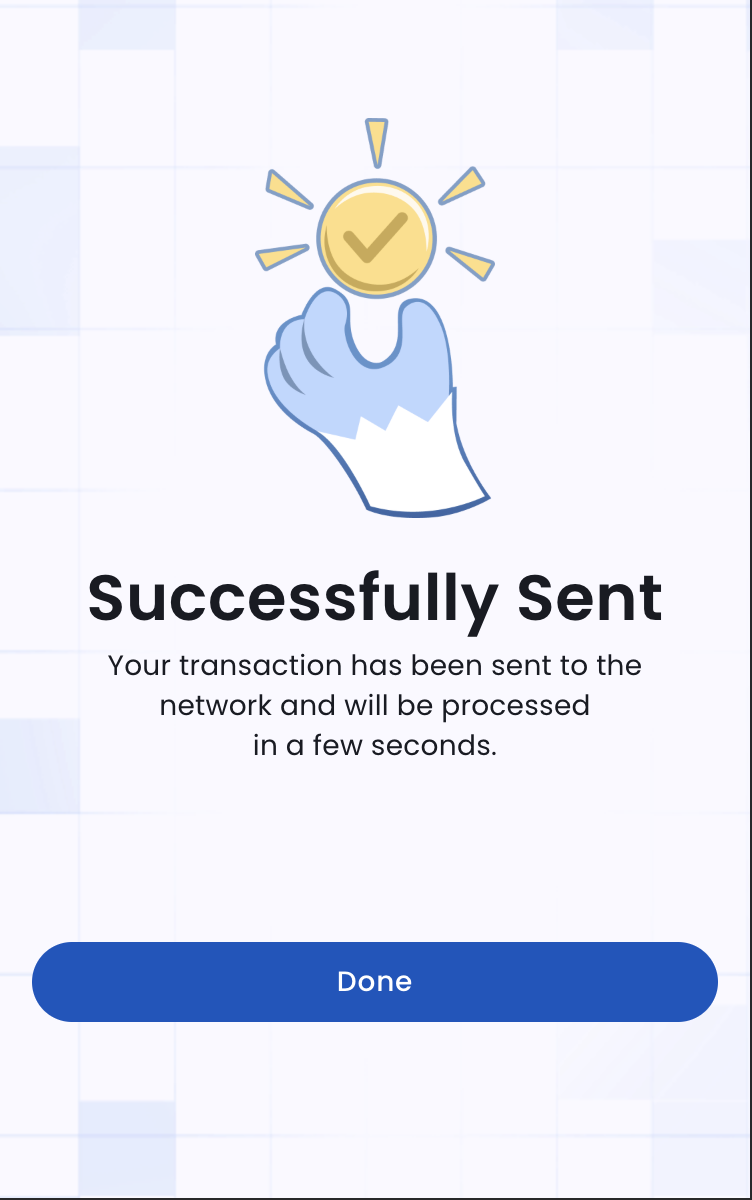 Successfully Sent
Your transaction has been sent to the
network and will be processed
in a few seconds.
Done